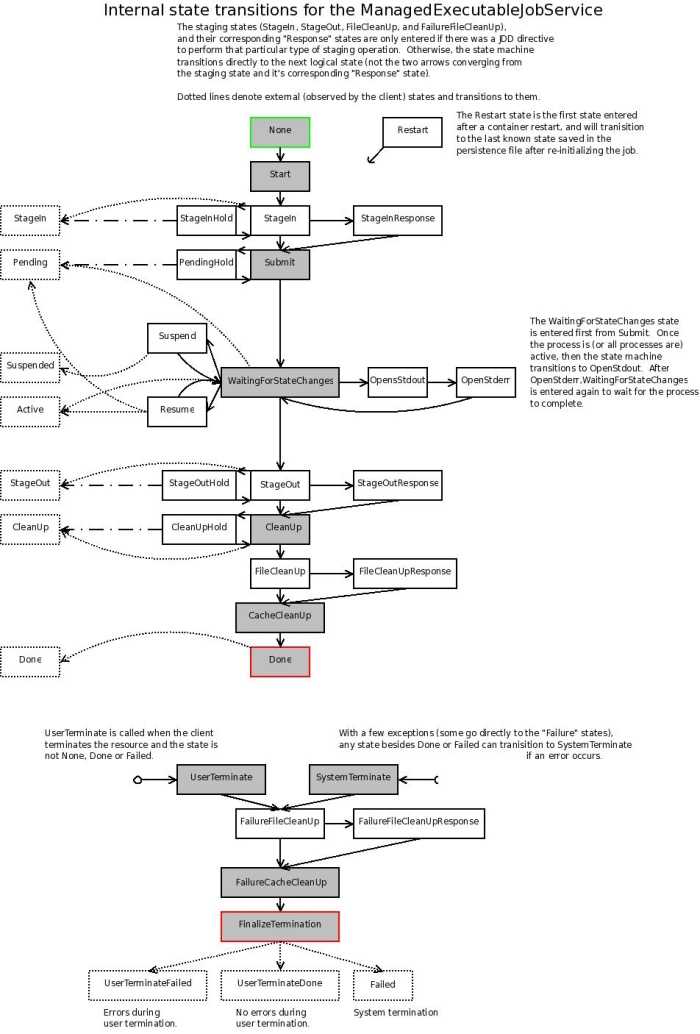 Internal state transitions for the ManagedExecutableJobService
The staging states (StageIn, StageOut, FileCleanUp, and FailureFileCleanUp),
and their corresponding "Response" states are only entered if there was a JDD directive
to perform that particular type of staging operation. Otherwise, the state machine
transitions directly to the next logical state (not the two arrows converging from
the staging state and it's corresponding "Response" state).
Dotted lines denote external (observed by the client) states and transitions to them.
None
Restart
The Restart state is the first state entered
after a container restart, and will tranisition
to the last known state saved in the
persistence file after re-initializing the job.
Start
StageIn
StageInHold
StageIn
StageInResponse
Pending
PendingHold
Submit
Suspend
The WaitingForStateChanges state
is entered first from Submit. Once
the process is (or all processes are)
active, then the state machine
transitions to OpenStdout. After
OpenStderr,WaitingForStateChanges
is entered again to wait for the process
to complete.
Suspended
WaitingForStateChanges
OpensStdout
OpenStderr
Active
Resume
StageOut
StageOutHold
StageOut
StageOutResponse
CleanUp
CleanUpHold
CleanUp
FileCleanUp
FileCleanUpResponse
CacheCleanUp
Done
Done
UserTerminate is called when the client
terminates the resource and the state is
not None, Done or Failed.
With a few exceptions (some go directly to the "Failure" states),
any state besides Done or Failed can tranisition to SystemTerminate
if an error occurs.
UserTerminate
SystemTerminate
FailureFileCleanUp
FailureFileCleanUpResponse
FailureCacheCleanUp
FinalizeTermination
UserTerminateFailed
UserTerminateDone
Failed
Errors during
user termination.
No errors during
user termination.
System termination